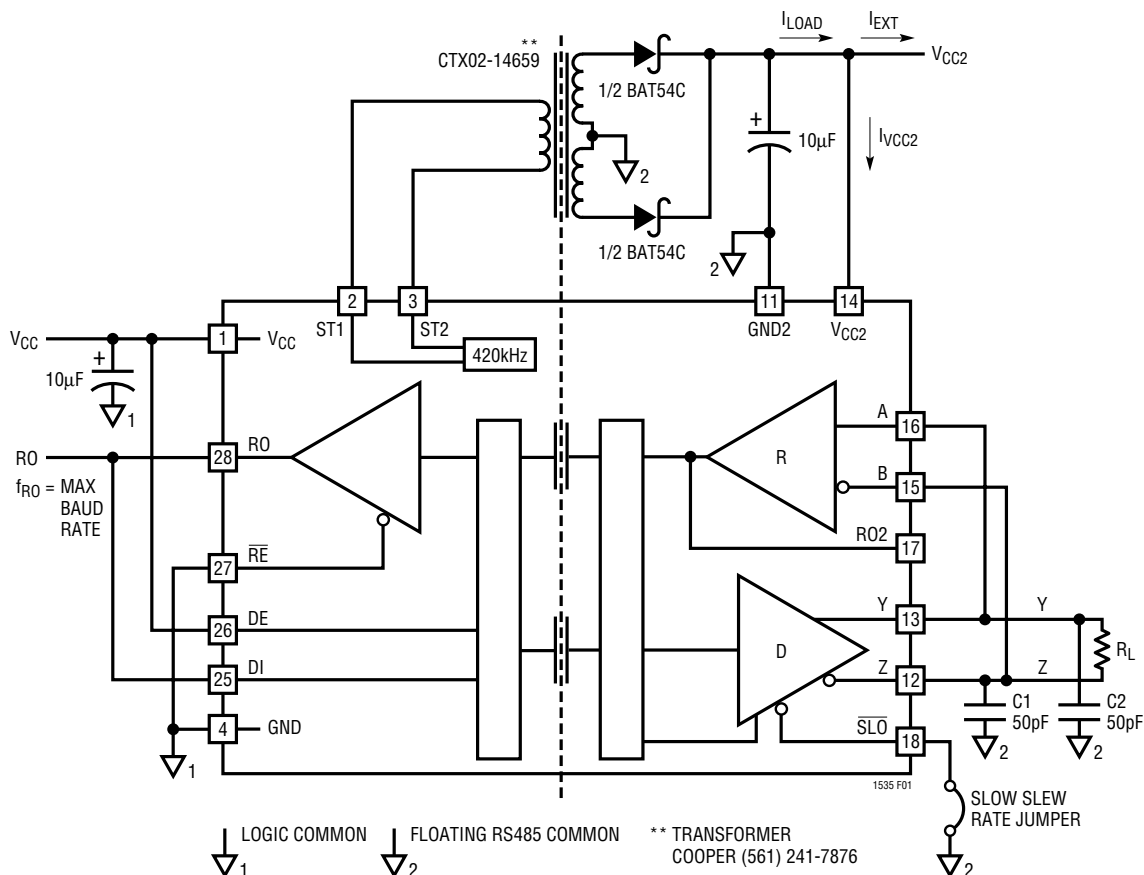 I_LOAD
I_EXT
**
CTX02-14659
V_CC2
1/2 BAT54C
+
10µF
I_VCC2
2
1/2 BAT54C
2
2
3
11
14
ST1
ST2
GND2
V_CC2
V_CC
1
V_CC
420kHz
+
10µF
1
A
16
RO
28
RO
R
B
15
f_RO = MAX
BAUD
RATE
RO2
17
27
R̅E̅
Y
13
Y
26
DE
D
R_L
25
DI
Z
12
Z
C1
50pF
C2
50pF
4
GND
S̅L̅O̅
18
2
2
1
1535 F01
SLOW SLEW
RATE JUMPER
LOGIC COMMON
1
FLOATING RS485 COMMON
2
** TRANSFORMER
COOPER (561) 241-7876
2